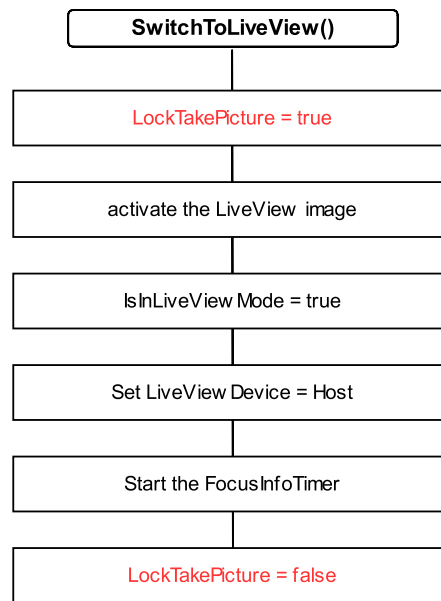 SwitchToLiveView()
LockTakePicture = true
activate the LiveView image
IsInLiveView Mode = true
Set LiveView Device = Host
Start the FocusInfoTimer
LockTakePicture = false